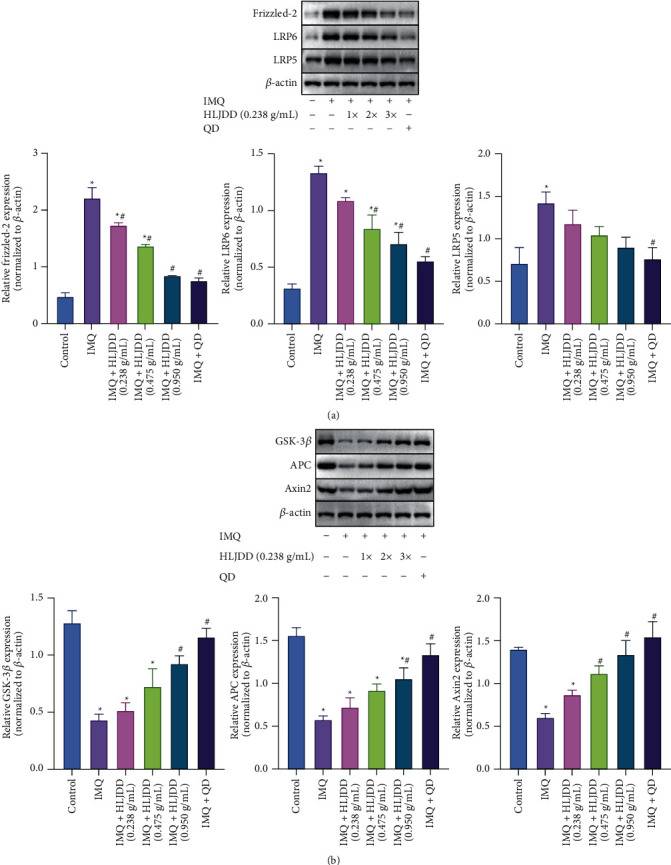 Frizzled-2
LRP6
LRP5
β-actin
IMQ – + + + + +
HLJDD (0.238 g/mL) – – 1× 2× 3× –
QD – – – – – +
Relative frizzled-2 expression
(normalized to β-actin)
3
2
1
0
*
*#
*#
#
#
Control
IMQ
IMQ + HLJDD
(0.238 g/mL)
IMQ + HLJDD
(0.475 g/mL)
IMQ + HLJDD
(0.950 g/mL)
IMQ + QD
Relative LRP6 expression
(normalized to β-actin)
1.5
1.0
0.5
0.0
*
*
*#
*#
#
Control
IMQ
IMQ + HLJDD
(0.238 g/mL)
IMQ + HLJDD
(0.475 g/mL)
IMQ + HLJDD
(0.950 g/mL)
IMQ + QD
Relative LRP5 expression
(normalized to β-actin)
2.0
1.5
1.0
0.5
0.0
*
#
Control
IMQ
IMQ + HLJDD
(0.238 g/mL)
IMQ + HLJDD
(0.475 g/mL)
IMQ + HLJDD
(0.950 g/mL)
IMQ + QD
(a)
GSK-3β
APC
Axin2
β-actin
IMQ – + + + + +
HLJDD (0.238 g/mL) – – 1× 2× 3× –
QD – – – – – +
Relative GSK-3β expression
(normalized to β-actin)
1.5
1.0
0.5
0.0
*
*
*
#
#
Control
IMQ
IMQ + HLJDD
(0.238 g/mL)
IMQ + HLJDD
(0.475 g/mL)
IMQ + HLJDD
(0.950 g/mL)
IMQ + QD
Relative APC expression
(normalized to β-actin)
2.0
1.5
1.0
0.5
0.0
*
*
*
*#
#
Control
IMQ
IMQ + HLJDD
(0.238 g/mL)
IMQ + HLJDD
(0.475 g/mL)
IMQ + HLJDD
(0.950 g/mL)
IMQ + QD
Relative Axin2 expression
(normalized to β-actin)
2.0
1.5
1.0
0.5
0.0
*
*
#
#
#
Control
IMQ
IMQ + HLJDD
(0.238 g/mL)
IMQ + HLJDD
(0.475 g/mL)
IMQ + HLJDD
(0.950 g/mL)
IMQ + QD
(b)